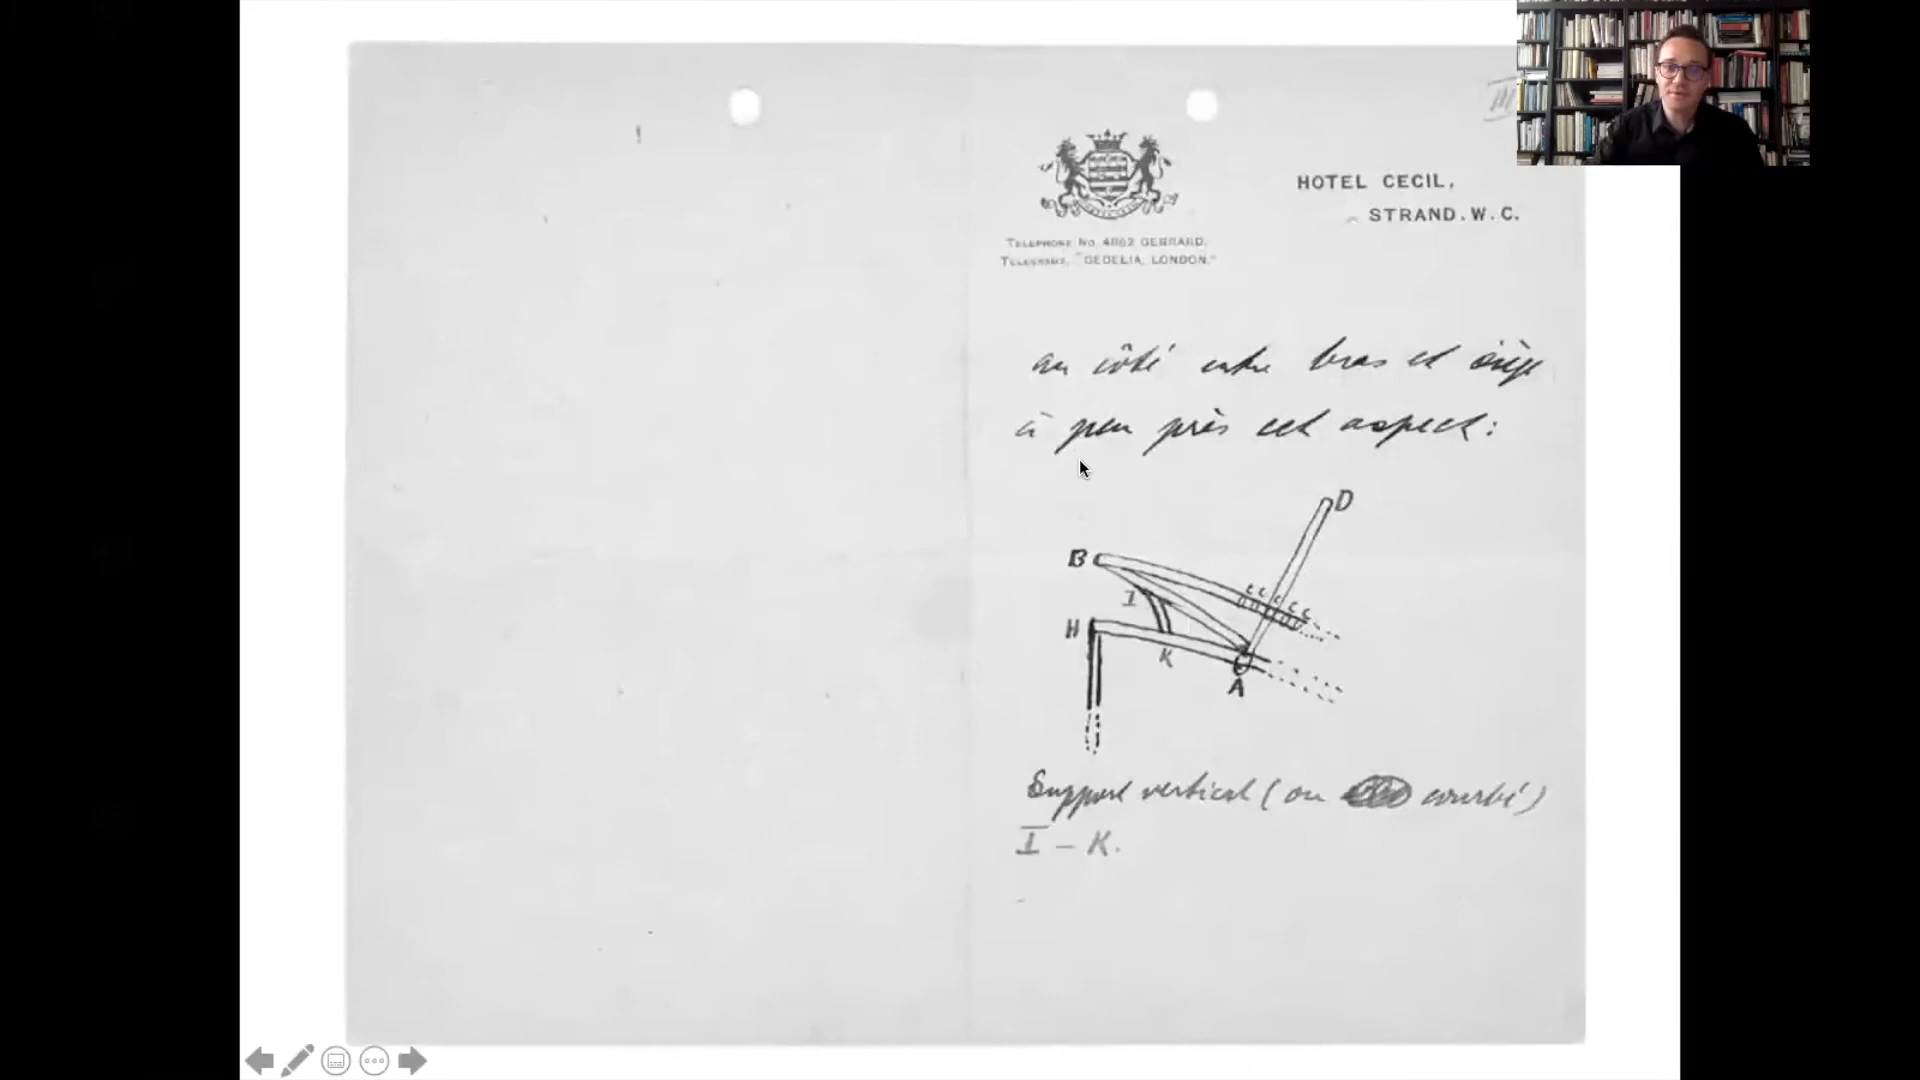 III
HOTEL CECIL,
STRAND.W.C.
TELEPHONE No. 4862 GERRARD.
TELEGRAMS, "CECELIA, LONDON."
au côté entre bras et siège
à peu près cet aspect:
D
B
c c c c c
I
H
K
A
Support vertical (ou courbé)
I – K.